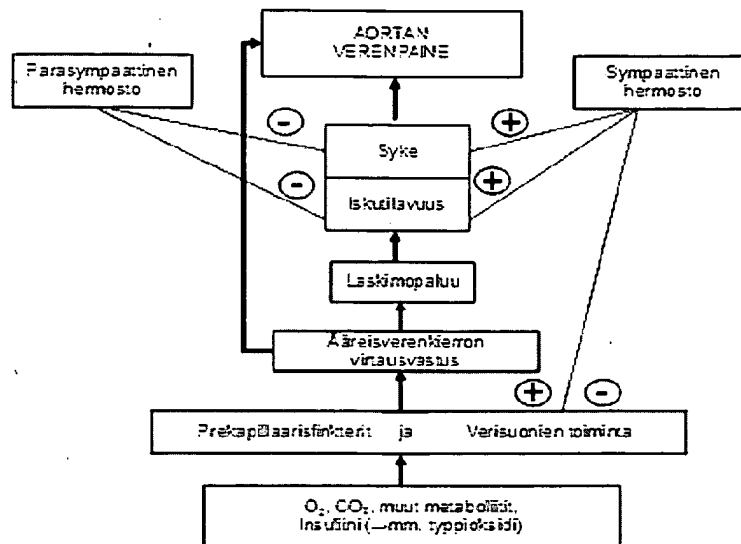 AORTAN
VERENPAINE
Parasympaattinen
hermosto
Sympaattinen
hermosto
- +
Syke
- +
Iskutilavuus
Laskimopaluu
Ääreisverenkierron
virtausvastus
+ -
Prekapillaarisfinkterit ja Verisuonien toiminta
O₂, CO₂, muut metaboliitit,
Insuliini (→mm. typpioksidi)